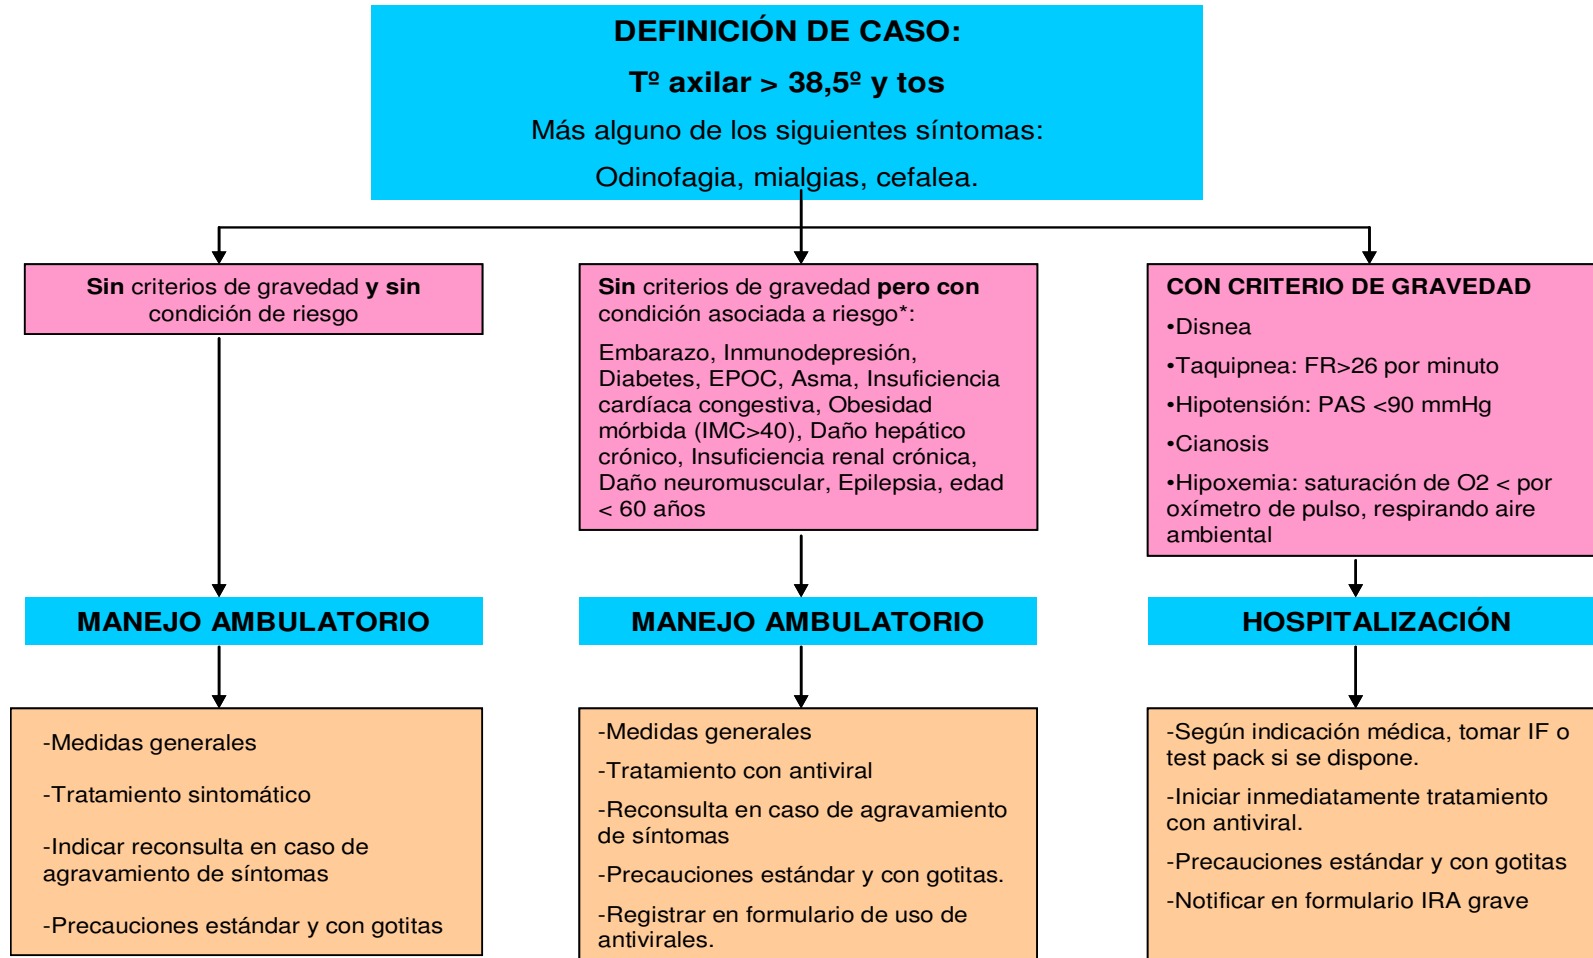 DEFINICIÓN DE CASO:
Tº axilar > 38,5º y tos
Más alguno de los siguientes síntomas:
Odinofagia, mialgias, cefalea.
Sin criterios de gravedad y sin
condición de riesgo
Sin criterios de gravedad pero con
condición asociada a riesgo*:
Embarazo, Inmunodepresión,
Diabetes, EPOC, Asma, Insuficiencia
cardíaca congestiva, Obesidad
mórbida (IMC>40), Daño hepático
crónico, Insuficiencia renal crónica,
Daño neuromuscular, Epilepsia, edad
< 60 años
CON CRITERIO DE GRAVEDAD
•Disnea
•Taquipnea: FR>26 por minuto
•Hipotensión: PAS <90 mmHg
•Cianosis
•Hipoxemia: saturación de O2 < por
oxímetro de pulso, respirando aire
ambiental
MANEJO AMBULATORIO
MANEJO AMBULATORIO
HOSPITALIZACIÓN
-Medidas generales
-Tratamiento sintomático
-Indicar reconsulta en caso de
agravamiento de síntomas
-Precauciones estándar y con gotitas
-Medidas generales
-Tratamiento con antiviral
-Reconsulta en caso de agravamiento
de síntomas
-Precauciones estándar y con gotitas.
-Registrar en formulario de uso de
antivirales.
-Según indicación médica, tomar IF o
test pack si se dispone.
-Iniciar inmediatamente tratamiento
con antiviral.
-Precauciones estándar y con gotitas
-Notificar en formulario IRA grave